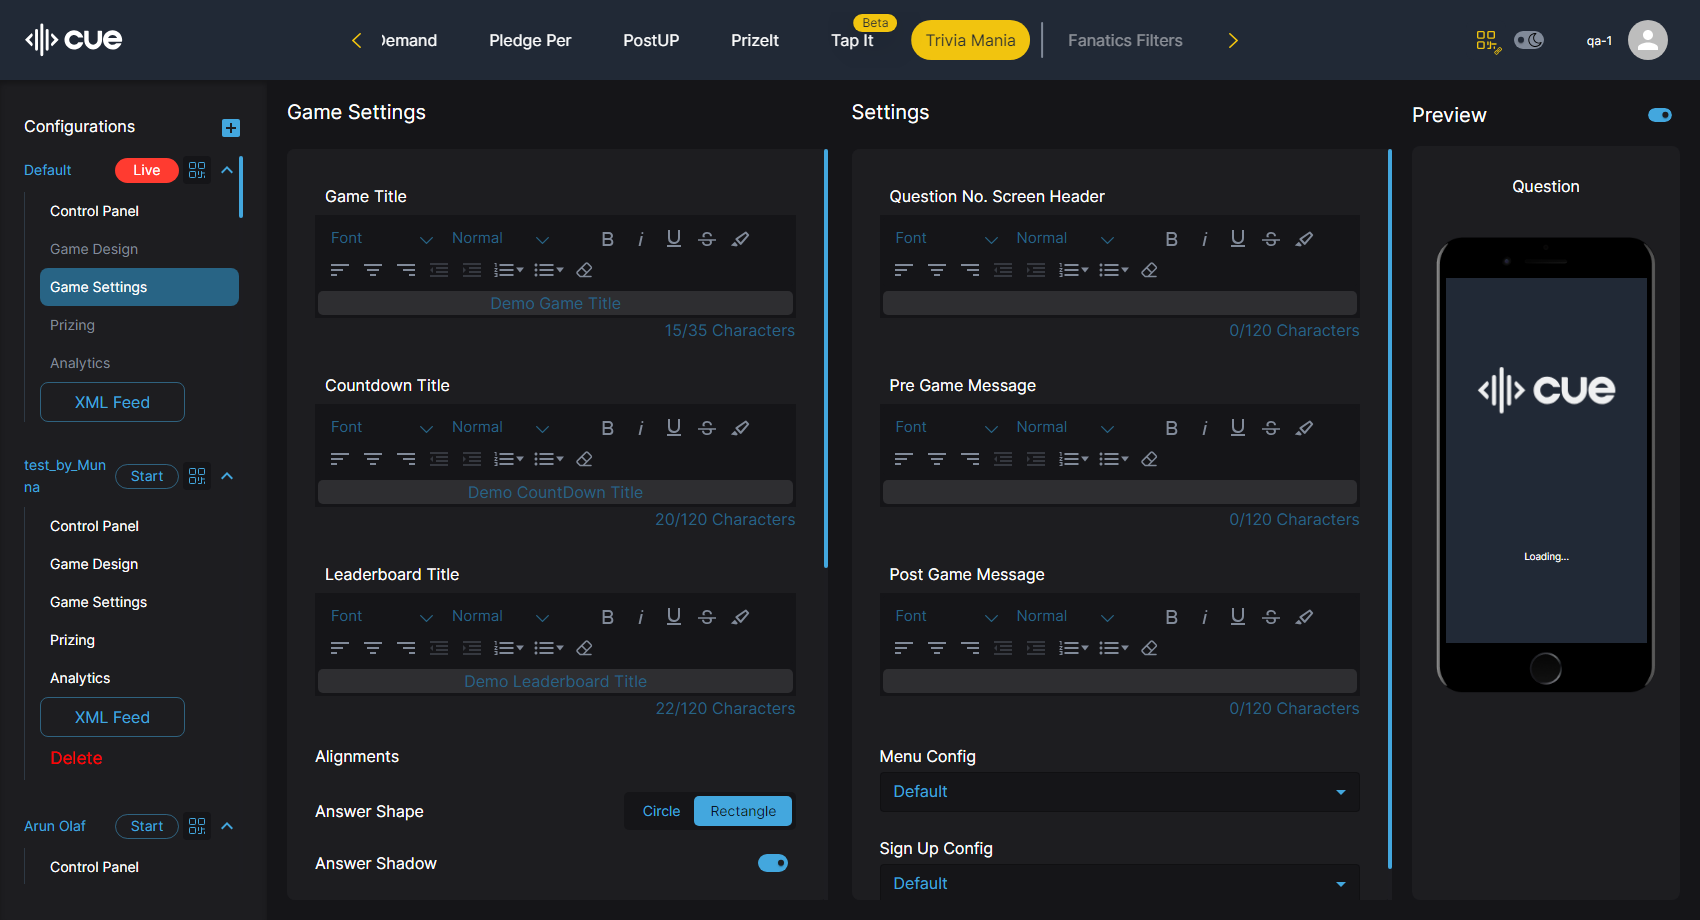 cue
Demand
Pledge Per
PostUP
PrizeIt
Tap It
Beta
Trivia Mania
Fanatics Filters
qa-1
Configurations
Default
Live
Control Panel
Game Design
Game Settings
Prizing
Analytics
XML Feed
test_by_Mun
na
Start
Control Panel
Game Design
Game Settings
Prizing
Analytics
XML Feed
Delete
Arun Olaf
Start
Control Panel
Game Settings
Game Title
Font
Normal
B
i
U
S
Demo Game Title
15/35 Characters
Countdown Title
Font
Normal
B
i
U
S
Demo CountDown Title
20/120 Characters
Leaderboard Title
Font
Normal
B
i
U
S
Demo Leaderboard Title
22/120 Characters
Alignments
Answer Shape
Circle
Rectangle
Answer Shadow
Settings
Question No. Screen Header
Font
Normal
B
i
U
S
0/120 Characters
Pre Game Message
Font
Normal
B
i
U
S
0/120 Characters
Post Game Message
Font
Normal
B
i
U
S
0/120 Characters
Menu Config
Default
Sign Up Config
Default
Preview
Question
cue
Loading...